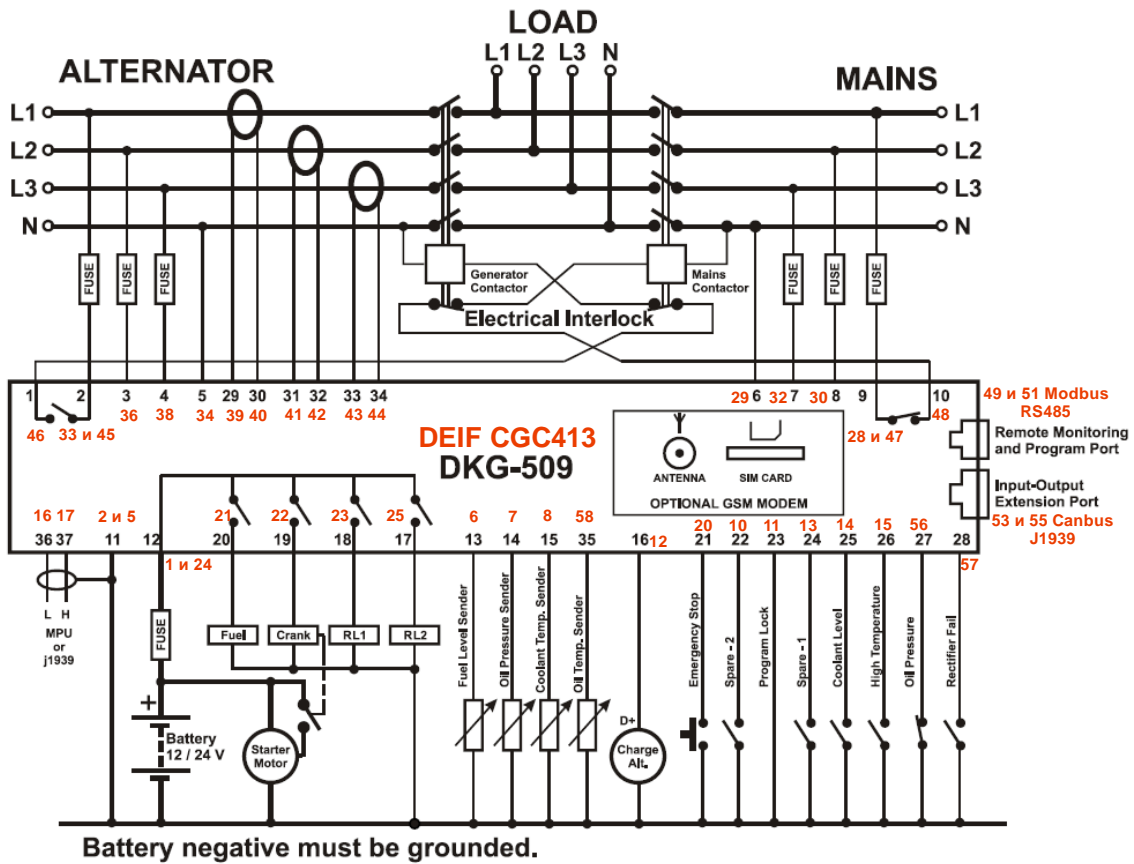 LOAD
L1 L2 L3 N
ALTERNATOR
MAINS
L1
L1
L2
L2
L3
L3
N
N
FUSE
FUSE
FUSE
Generator
Contactor
Mains
Contactor
FUSE
FUSE
FUSE
Electrical Interlock
1 2 3 4 5 29 30 31 32 33 34 6 7 8 9 10
36 38 34 39 40 41 42 43 44 29 32 30 48
46 33 и 45 28 и 47
49 и 51 Modbus
RS485
Remote Monitoring
and Program Port
DEIF CGC413
DKG-509
ANTENNA
SIM CARD
OPTIONAL GSM MODEM
Input-Output
Extension Port
53 и 55 Canbus
J1939
16 17 2 и 5 21 22 23 25 6 7 8 58 12 20 10 11 13 14 15 56
36 37 11 12 20 19 18 17 13 14 15 35 16 21 22 23 24 25 26 27 28
1 и 24
57
L H
MPU
or
j1939
FUSE
Fuel
Crank
RL1
RL2
Fuel Level Sender
Oil Pressure Sender
Coolant Temp. Sender
Oil Temp. Sender
Emergency Stop
Spare - 2
Program Lock
Spare - 1
Coolant Level
High Temperature
Oil Pressure
Rectifier Fail
+
Battery
12 / 24 V
Starter
Motor
D+
Charge
Alt.
Battery negative must be grounded.